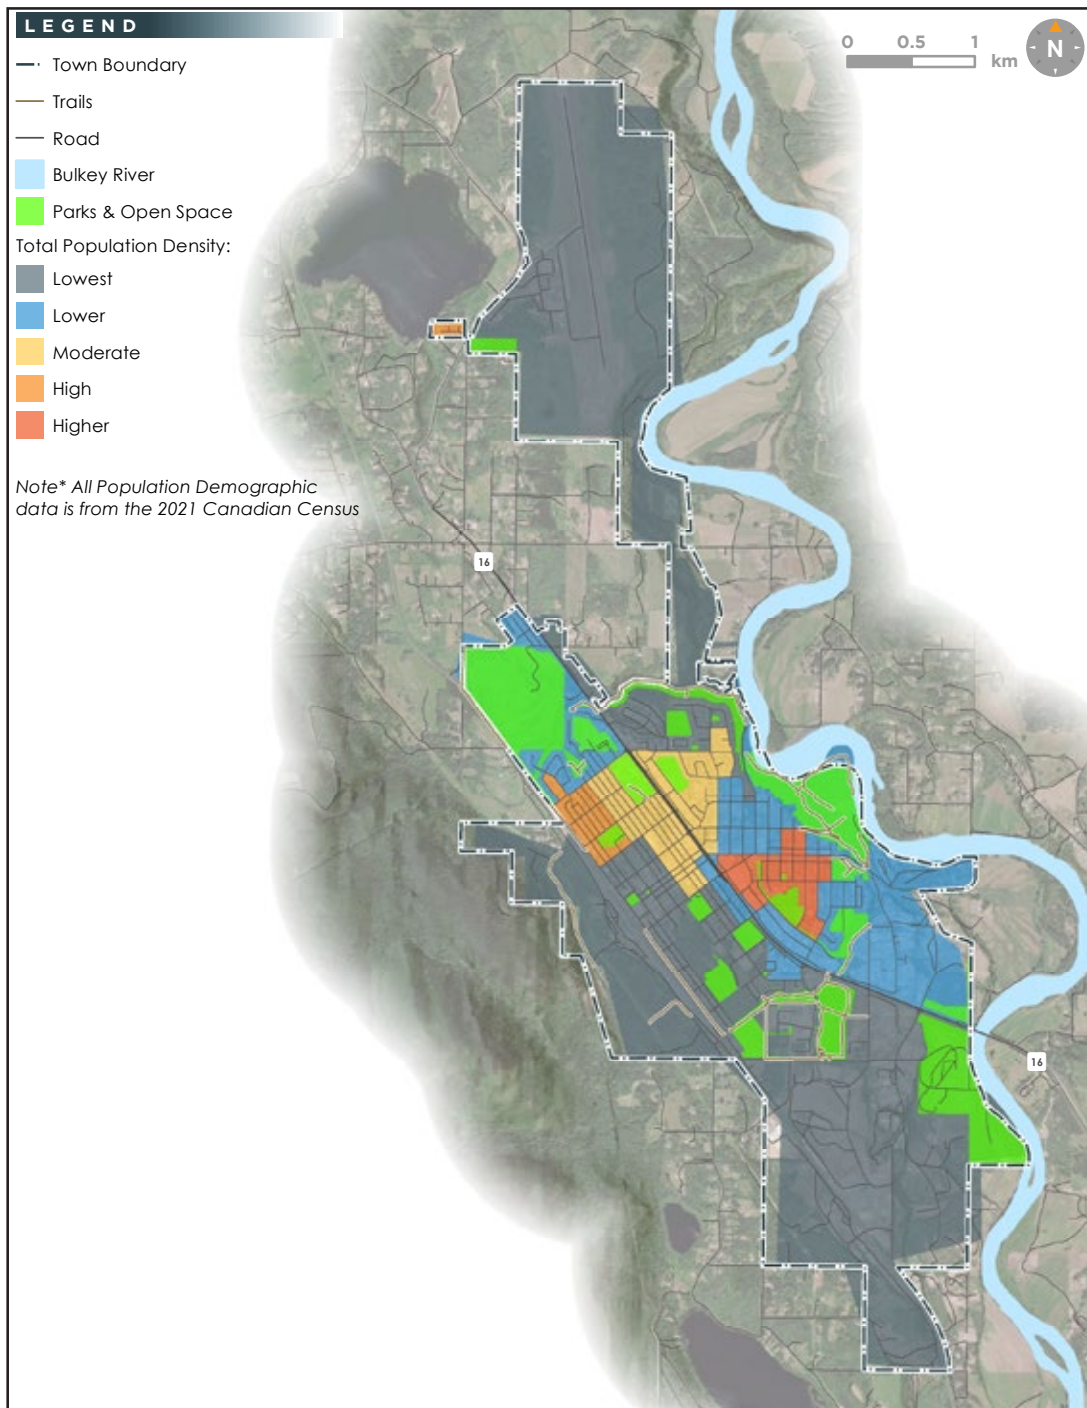 LEGEND
Town Boundary
Trails
Road
Bulkey River
Parks & Open Space
Total Population Density:
Lowest
Lower
Moderate
High
Higher
Note* All Population Demographic
data is from the 2021 Canadian Census
0 0.5 1
km
N
16
16